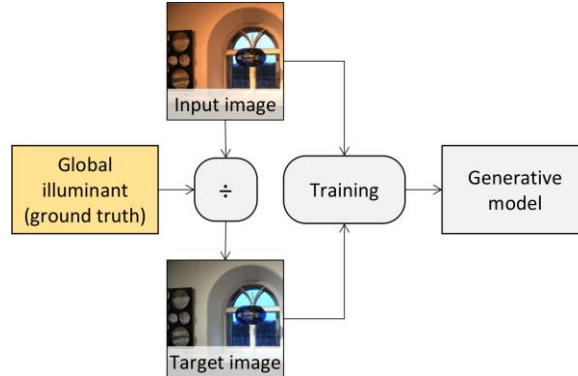 Input image
Global
illuminant
(ground truth)
÷
Training
Generative
model
Target image